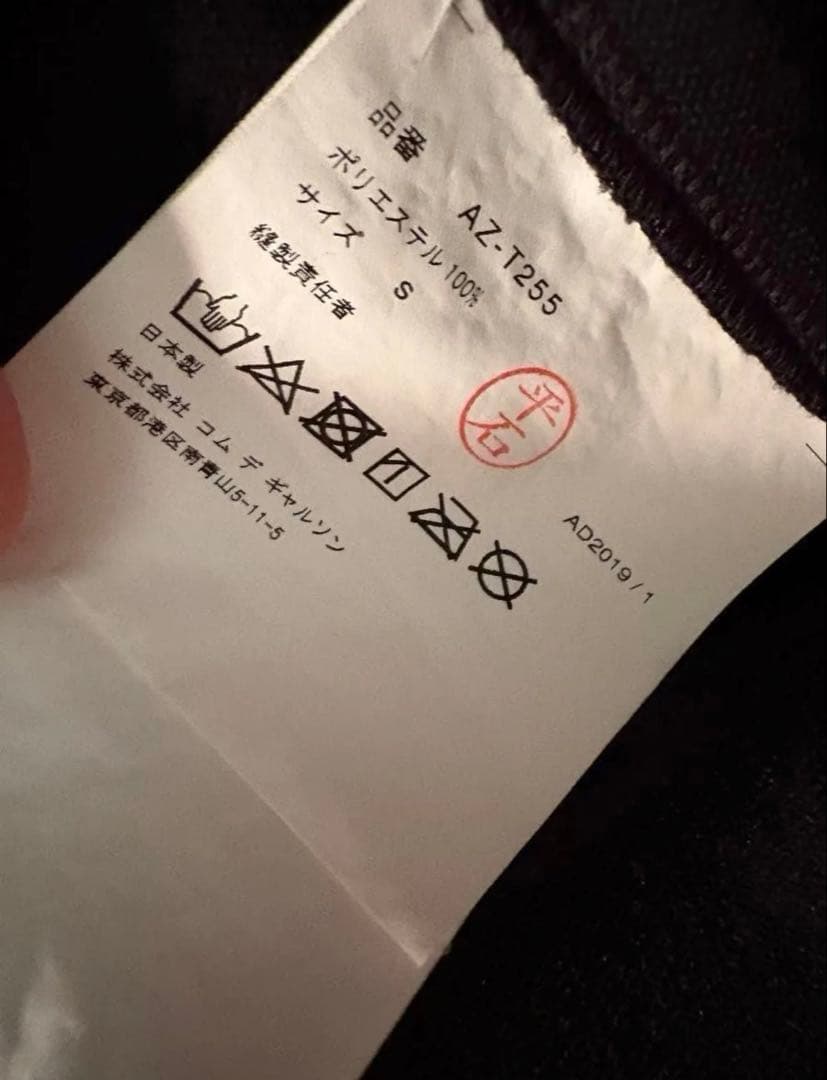 品番 AZ-T255
ポリエステル100%
サイズ S
縫製責任者
平石
日本製
株式会社 コム デ ギャルソン
東京都港区南青山5-11-5
AD2019/1